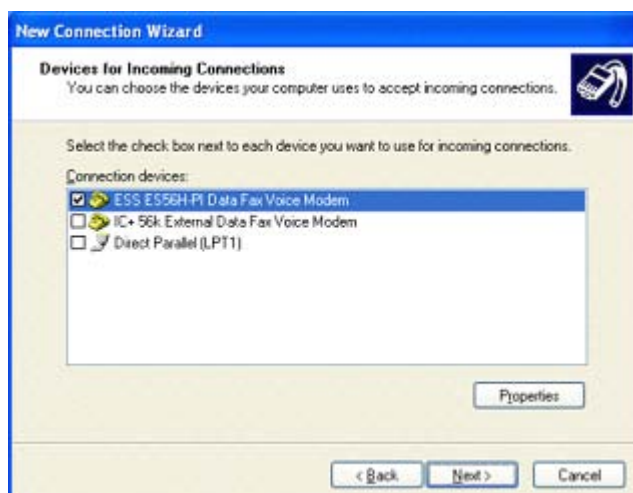 New Connection Wizard
Devices for Incoming Connections
You can choose the devices your computer uses to accept incoming connections.
Select the check box next to each device you want to use for incoming connections.
Connection devices:
ESS ES56H-PI Data Fax Voice Modem
IC+ 56k External Data Fax Voice Modem
Direct Parallel (LPT1)
Properties
< Back Next > Cancel